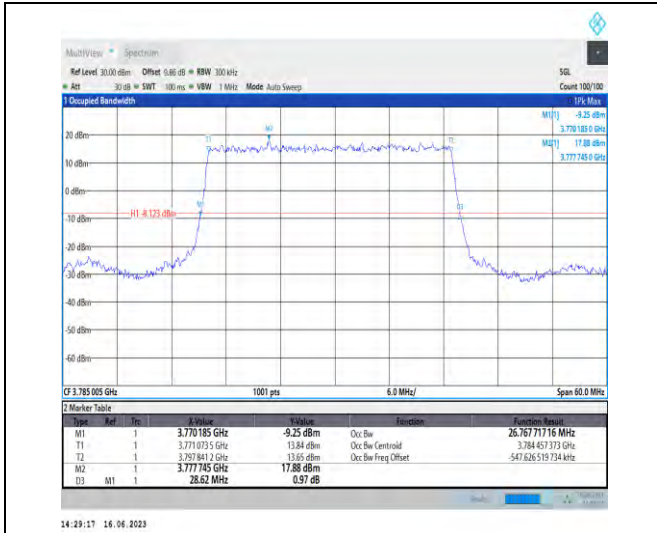 MultiView Spectrum
Ref Level 30.00 dBm Offset 0.86 dB RBW 300 kHz SGL
Att 30 dB SWT 100 ms VBW 1 MHz Mode Auto Sweep Count 100/100
1 Occupied Bandwidth 1Pk Max
M1[1] -9.25 dBm
3.770 185 0 GHz
M2[1] 17.88 dBm
3.777 745 0 GHz
20 dBm
10 dBm
0 dBm
-10 dBm
-20 dBm
-30 dBm
-40 dBm
-50 dBm
-60 dBm
H1 -8.123 dBm
T1
M2
T2
M1
D3
CF 3.785 005 GHz 1001 pts 6.0 MHz/ Span 60.0 MHz
2 Marker Table
Type Ref Trc X-Value Y-Value Function Function Result
M1 1 3.770185 GHz -9.25 dBm Occ Bw 26.767 717 16 MHz
T1 1 3.771 073 5 GHz 13.84 dBm Occ Bw Centroid 3.784 457 373 GHz
T2 1 3.797 841 2 GHz 13.65 dBm Occ Bw Freq Offset -547.626 519 734 kHz
M2 1 3.777745 GHz 17.88 dBm
D3 M1 1 28.62 MHz 0.97 dB
14:29:17 16.06.2023